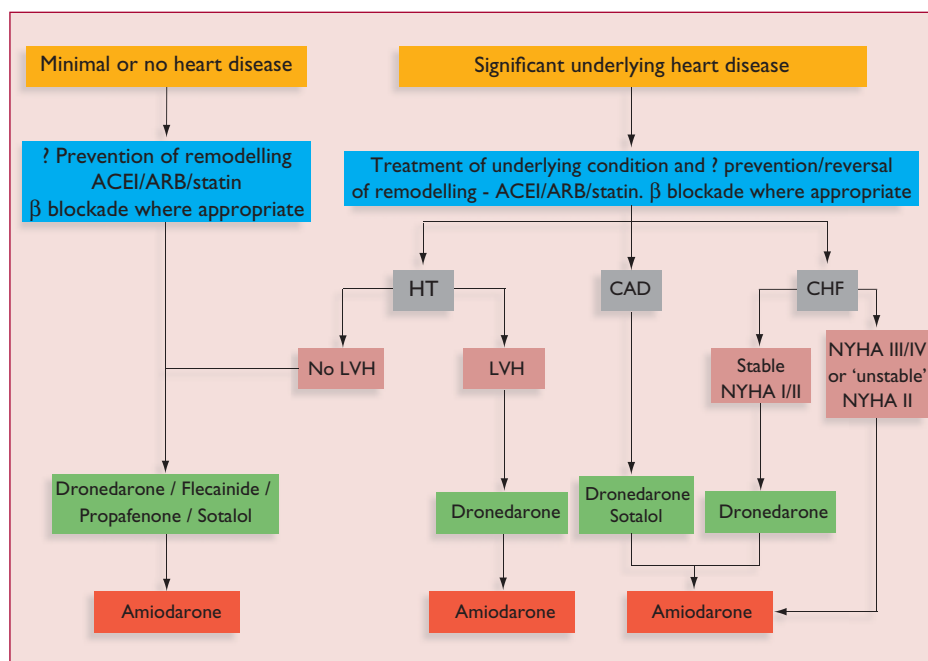 Minimal or no heart disease
Significant underlying heart disease
? Prevention of remodelling
ACEI/ARB/statin
β blockade where appropriate
Treatment of underlying condition and ? prevention/reversal
of remodelling - ACEI/ARB/statin. β blockade where appropriate
HT
CAD
CHF
No LVH
LVH
Stable
NYHA I/II
NYHA III/IV
or ‘unstable’
NYHA II
Dronedarone / Flecainide /
Propafenone / Sotalol
Dronedarone
Dronedarone
Sotalol
Dronedarone
Amiodarone
Amiodarone
Amiodarone